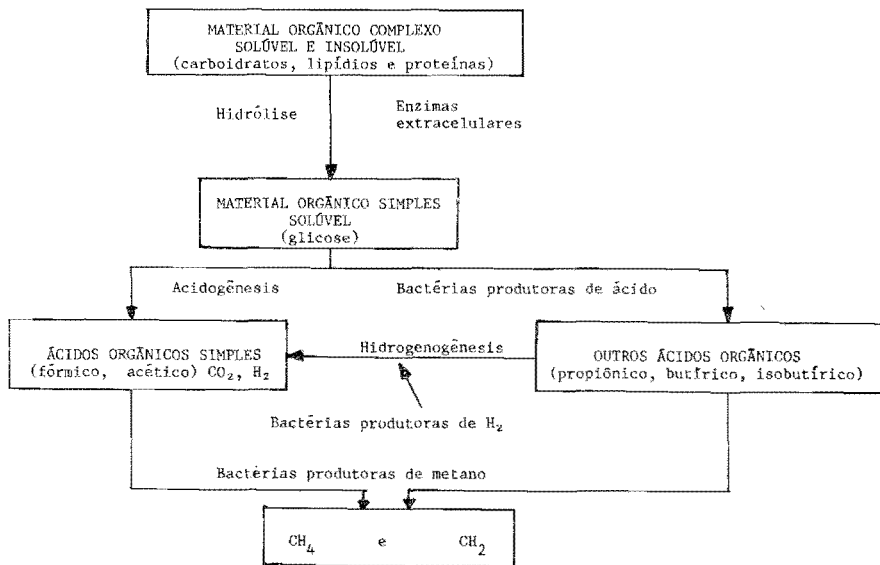 MATERIAL ORGÂNICO COMPLEXO
SOLÚVEL E INSOLÚVEL
(carboidratos, lipídios e proteínas)
Hidrólise
Enzimas
extracelulares
MATERIAL ORGÂNICO SIMPLES
SOLÚVEL
(glicose)
Acidogênesis
Bactérias produtoras de ácido
ÁCIDOS ORGÂNICOS SIMPLES
(fórmico, acético) CO₂, H₂
Hidrogenogênesis
OUTROS ÁCIDOS ORGÂNICOS
(propiônico, butírico, isobutírico)
Bactérias produtoras de H₂
Bactérias produtoras de metano
CH₄ e CH₂